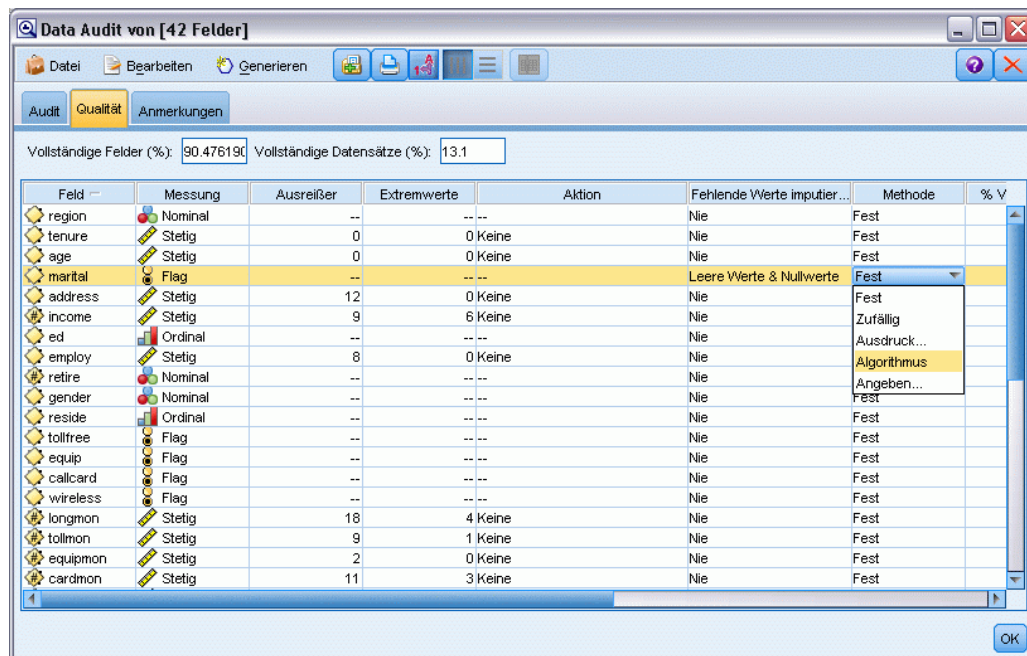 Data Audit von [42 Felder]
Datei Bearbeiten Generieren
Audit Qualität Anmerkungen
Vollständige Felder (%): 90.476190 Vollständige Datensätze (%): 13.1
Feld Messung Ausreißer Extremwerte Aktion Fehlende Werte imputier... Methode % V
region Nominal -- -- -- Nie Fest
tenure Stetig 0 0 Keine Nie Fest
age Stetig 0 0 Keine Nie Fest
marital Flag -- -- -- Leere Werte & Nullwerte Fest
address Stetig 12 0 Keine Nie Fest
income Stetig 9 6 Keine Nie Zufällig
ed Ordinal -- -- -- Nie Ausdruck...
employ Stetig 8 0 Keine Nie Algorithmus
retire Nominal -- -- -- Nie Angeben...
gender Nominal -- -- -- Nie Fest
reside Ordinal -- -- -- Nie Fest
tollfree Flag -- -- -- Nie Fest
equip Flag -- -- -- Nie Fest
callcard Flag -- -- -- Nie Fest
wireless Flag -- -- -- Nie Fest
longmon Stetig 18 4 Keine Nie Fest
tollmon Stetig 9 1 Keine Nie Fest
equipmon Stetig 2 0 Keine Nie Fest
cardmon Stetig 11 3 Keine Nie Fest
OK